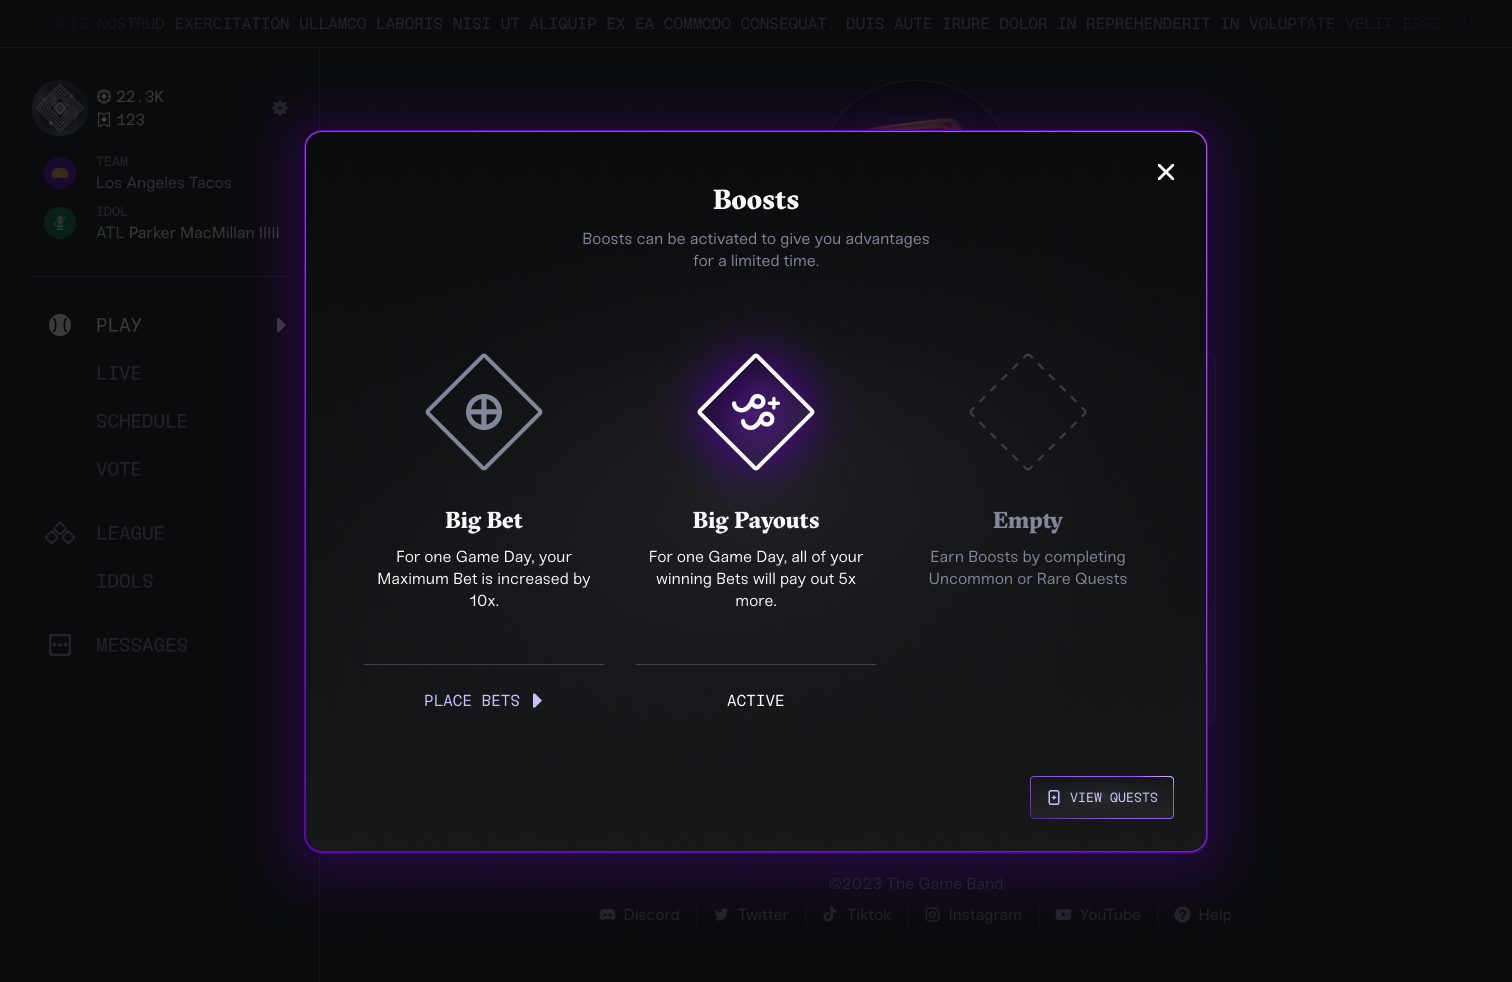 QUIS NOSTRUD EXERCITATION ULLAMCO LABORIS NISI UT ALIQUIP EX EA COMMODO CONSEQUAT. DUIS AUTE IRURE DOLOR IN REPREHENDERIT IN VOLUPTATE VELIT ESSE
22.3K
123
TEAM
Los Angeles Tacos
IDOL
ATL Parker MacMillan IIIII
PLAY
LIVE
SCHEDULE
VOTE
LEAGUE
IDOLS
MESSAGES
Boosts
Boosts can be activated to give you advantages
for a limited time.
Big Bet
For one Game Day, your
Maximum Bet is increased by
10x.
PLACE BETS
Big Payouts
For one Game Day, all of your
winning Bets will pay out 5x
more.
ACTIVE
Empty
Earn Boosts by completing
Uncommon or Rare Quests
VIEW QUESTS
©2023 The Game Band
Discord
Twitter
Tiktok
Instagram
YouTube
Help